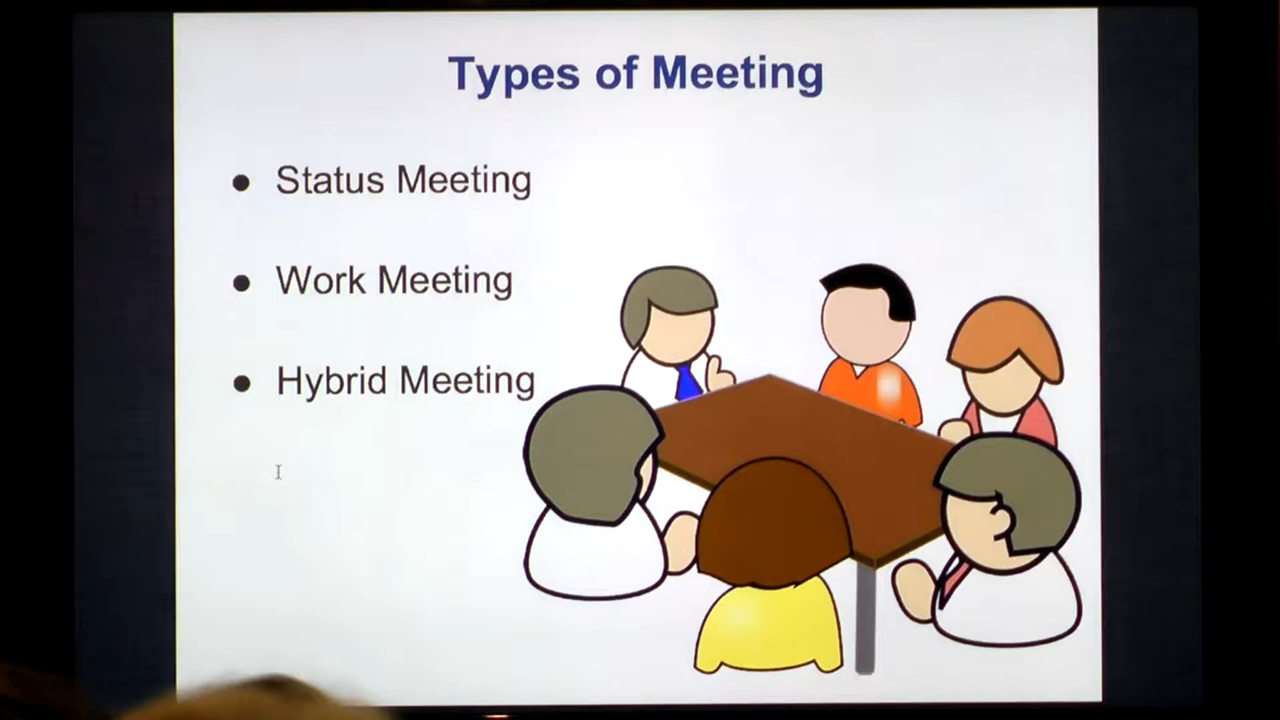 Types of Meeting
● Status Meeting
● Work Meeting
● Hybrid Meeting